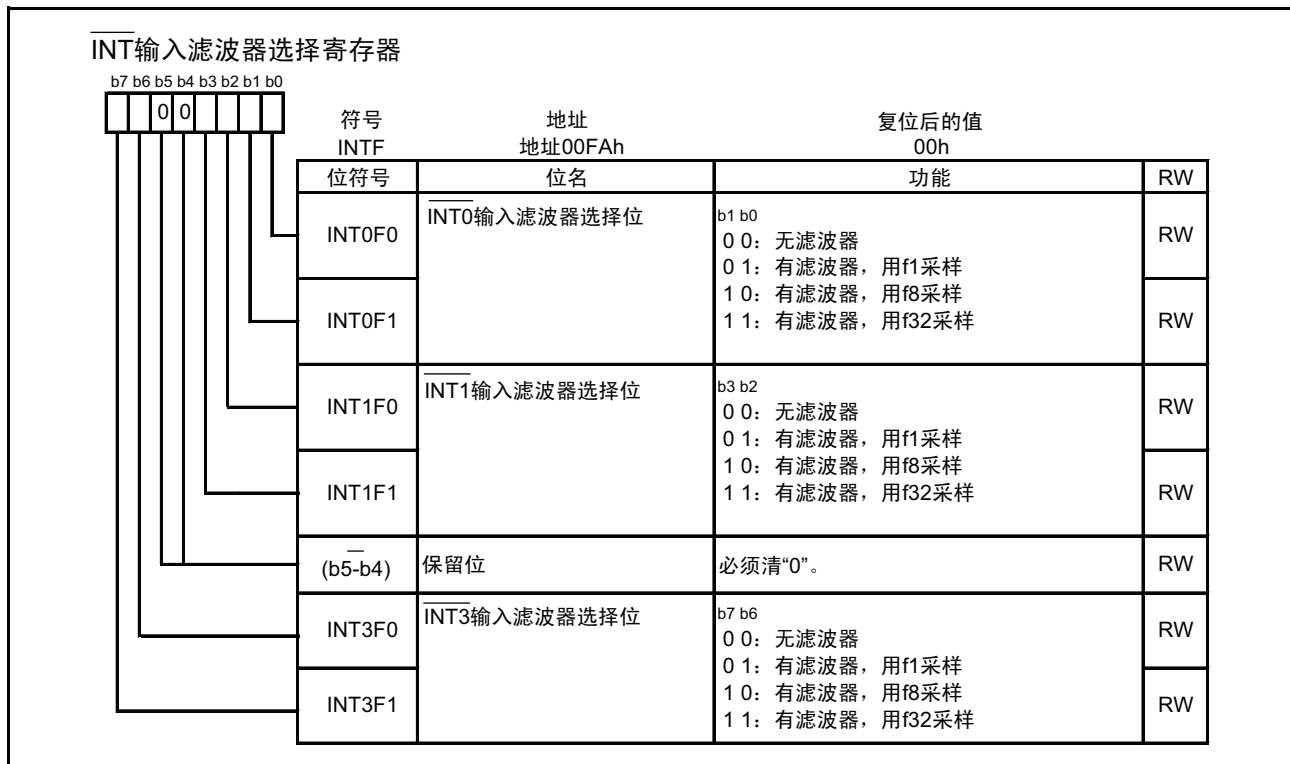 INT输入滤波器选择寄存器
b7 b6 b5 b4 b3 b2 b1 b0
0 0
符号 地址 复位后的值
INTF 地址00FAh 00h
位符号 位名 功能 RW
INT0F0 INT0输入滤波器选择位 b1 b0 RW
0 0：无滤波器
0 1：有滤波器，用f1采样
1 0：有滤波器，用f8采样
INT0F1 1 1：有滤波器，用f32采样 RW
INT1F0 INT1输入滤波器选择位 b3 b2 RW
0 0：无滤波器
0 1：有滤波器，用f1采样
1 0：有滤波器，用f8采样
INT1F1 1 1：有滤波器，用f32采样 RW
—
(b5-b4) 保留位 必须清“0”。 RW
INT3F0 INT3输入滤波器选择位 b7 b6 RW
0 0：无滤波器
0 1：有滤波器，用f1采样
1 0：有滤波器，用f8采样
INT3F1 1 1：有滤波器，用f32采样 RW